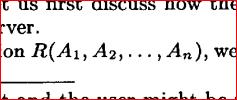 t us first discuss how the
rver.
on R(A₁, A₂, . . . , Aₙ), we
t and the user might be